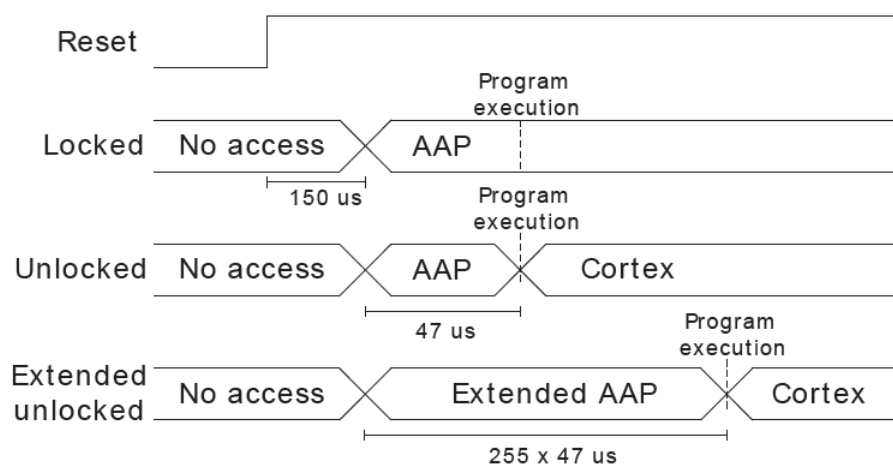 Reset
Program
execution
Locked
No access
AAP
150 us
Program
execution
Unlocked
No access
AAP
Cortex
47 us
Program
execution
Extended
unlocked
No access
Extended AAP
Cortex
255 x 47 us